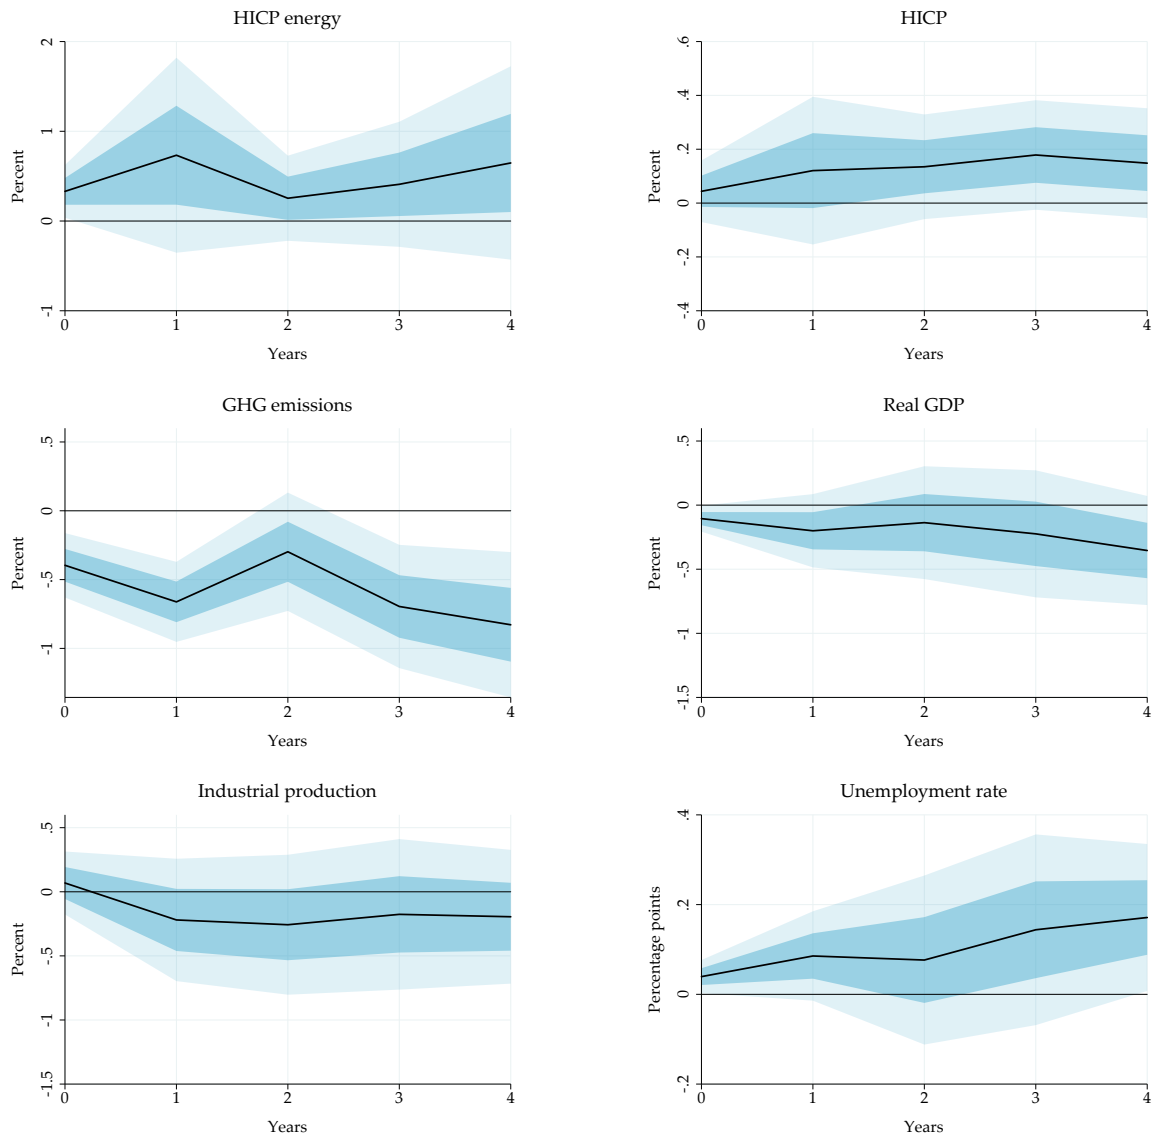 HICP energy
Percent
2
1
0
-1
0 1 2 3 4
Years
HICP
Percent
.6
.4
.2
0
-.2
-.4
0 1 2 3 4
Years
GHG emissions
Percent
.5
0
-.5
-1
0 1 2 3 4
Years
Real GDP
Percent
.5
0
-.5
-1
-1.5
0 1 2 3 4
Years
Industrial production
Percent
.5
0
-.5
-1
-1.5
0 1 2 3 4
Years
Unemployment rate
Percentage points
.4
.2
0
-.2
0 1 2 3 4
Years